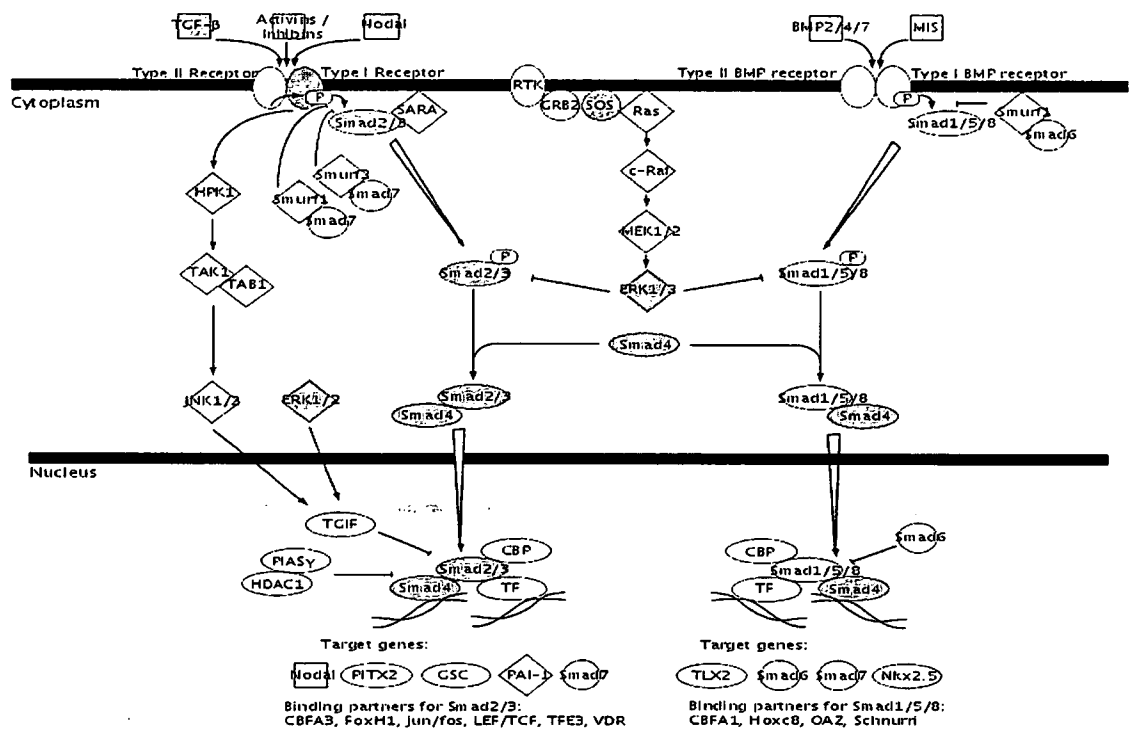 TGF-β
Activins /
Inhibins
Nodal
BMP2/4/7
MIS
Type II Receptor
Type I Receptor
RTK
Type II BMP receptor
Type I BMP receptor
Cytoplasm
P
SARA
Smad2/3
GRB2
SOS
Ras
P
Smad1/5/8
Smurf1
Smad6
HPK1
Smurf3
Smad7
Smurf1
Smad7
c-Raf
MEK1/2
TAK1
TAB1
P
Smad2/3
ERK1/3
P
Smad1/5/8
Smad4
JNK1/2
ERK1/2
Smad2/3
Smad4
Smad1/5/8
Smad4
Nucleus
TGIF
PIASγ
HDAC1
CBP
Smad2/3
Smad4
TF
CBP
Smad1/5/8
TF
Smad4
Smad6
Target genes:
Nodal PITX2 GSC PAI-1 Smad7
Binding partners for Smad2/3:
CBFA3, FoxH1, Jun/fos, LEF/TCF, TFE3, VDR
Target genes:
TLX2 Smad6 Smad7 Nkx2.5
Binding partners for Smad1/5/8:
CBFA1, Hoxc8, OAZ, Schnurri